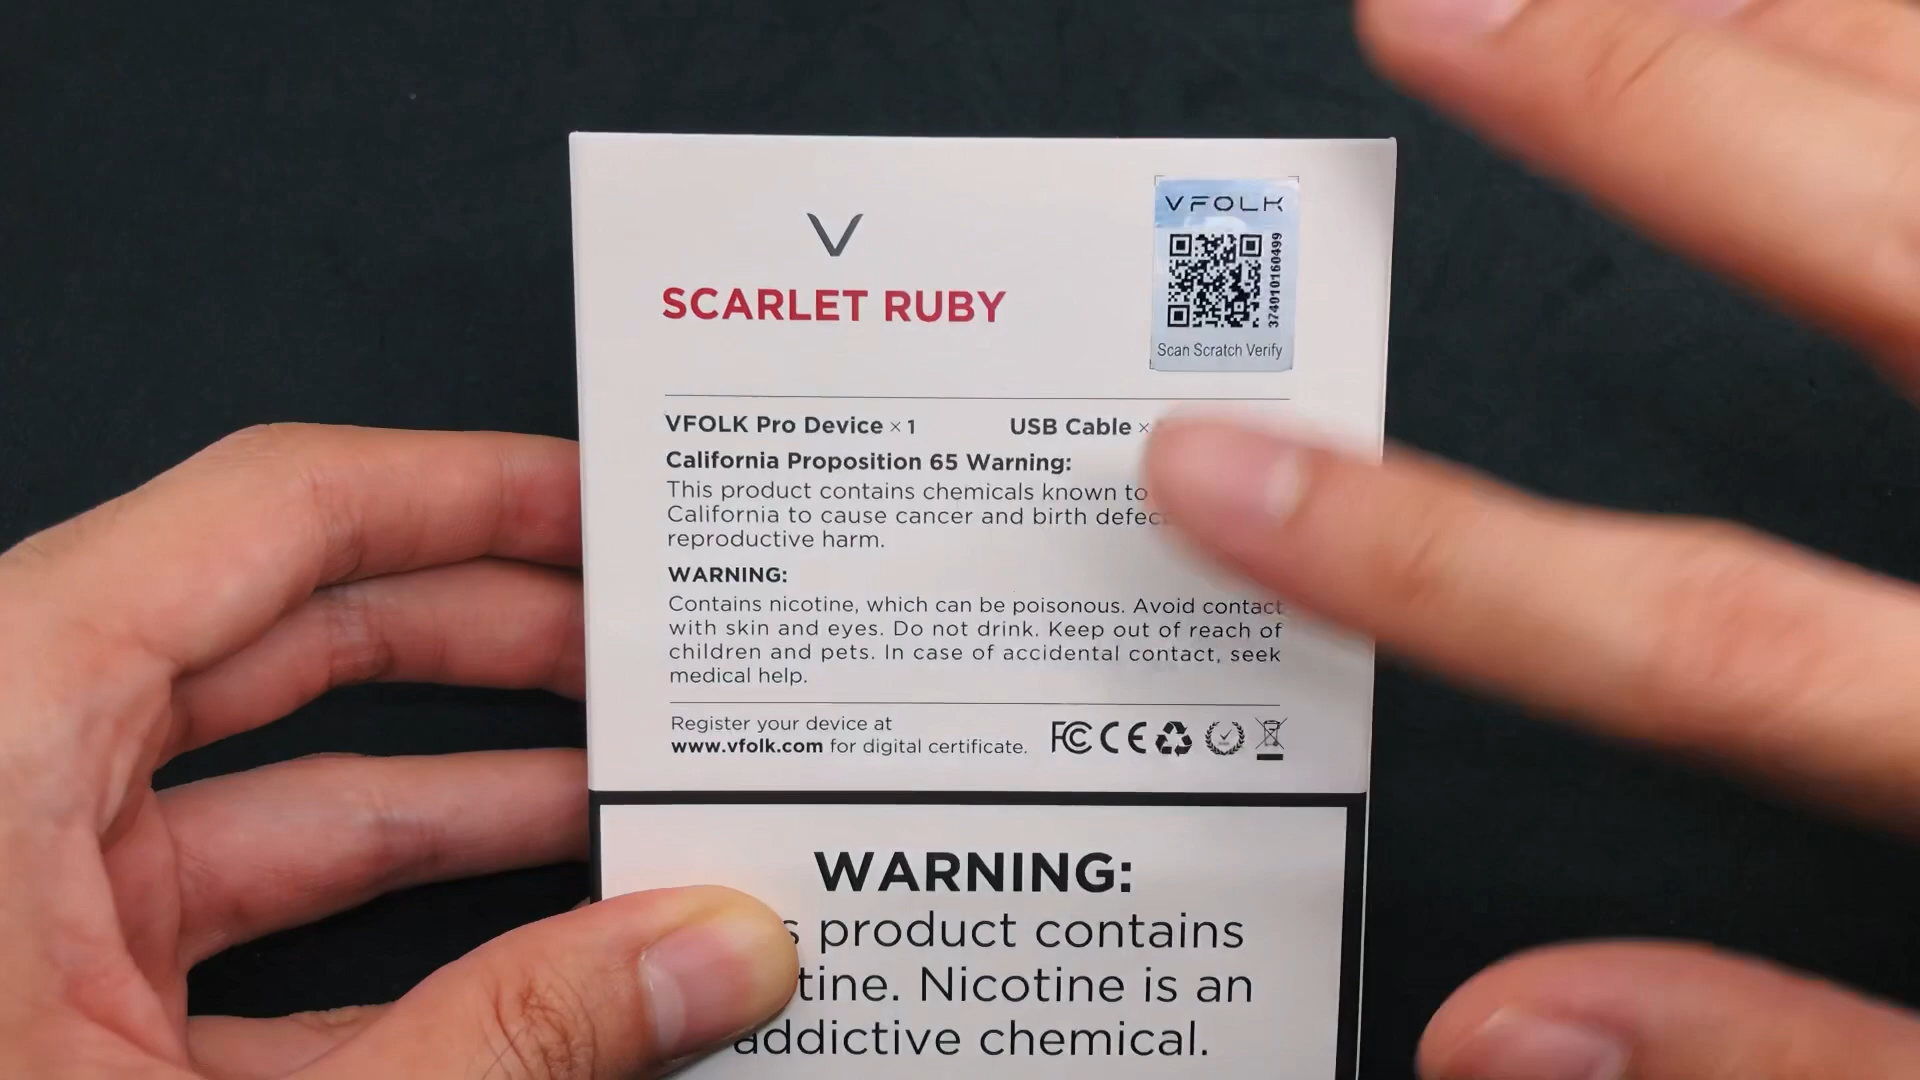 V
SCARLET RUBY
VFOLK
3740101604​99
Scan Scratch Verify
VFOLK Pro Device × 1
USB Cable ×
California Proposition 65 Warning:
This product contains chemicals known to
California to cause cancer and birth
reproductive harm.
WARNING:
Contains nicotine, which can be poisonous. Avoid contact
with skin and eyes. Do not drink. Keep out of reach of
children and pets. In case of accidental contact, seek
medical help.
Register your device at
www.vfolk.com for digital certificate.
FC CE
WARNING:
product contains
Nicotine is an
addictive chemical.